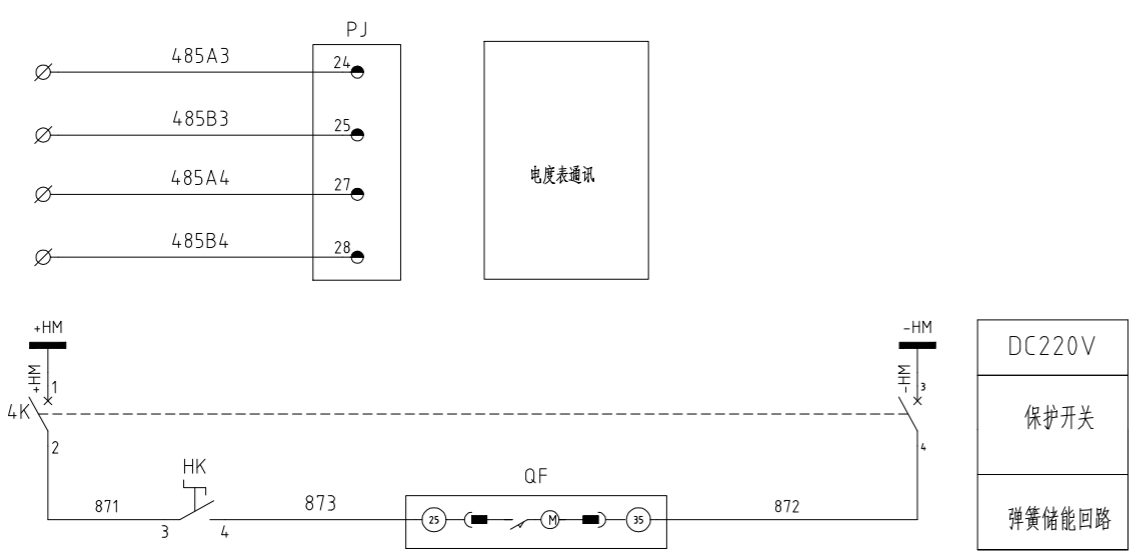 PJ
485A3
24
485B3
25
485A4
27
485B4
28
电度表通讯
+HM
-HM
DC220V
+HM
1
-HM
3
4K
保护开关
2
4
HK
QF
871
873
872
3
4
25
M
35
弹簧储能回路